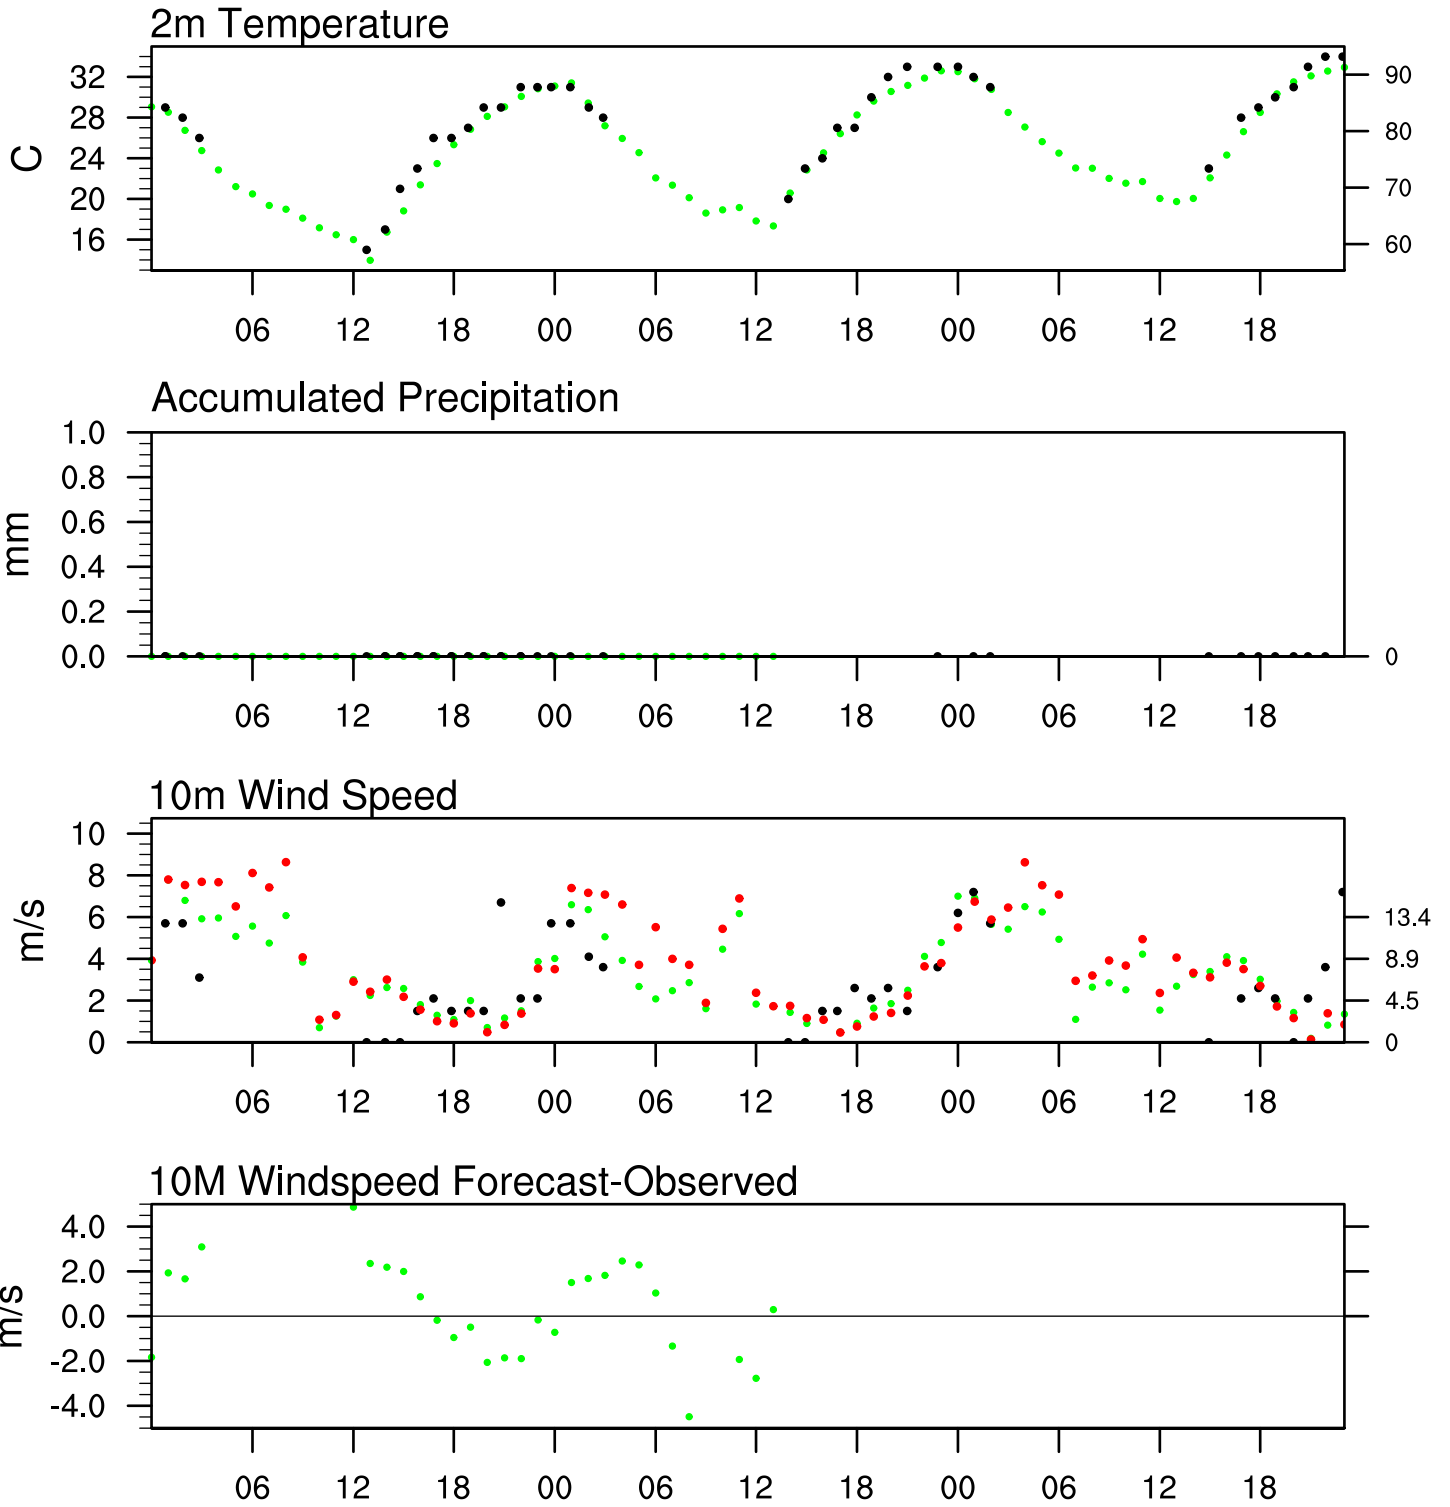 2m Temperature
C
32
28
24
20
16
90
80
70
60
06 12 18 00 06 12 18 00 06 12 18
Accumulated Precipitation
mm
1.0
0.8
0.6
0.4
0.2
0.0
0
06 12 18 00 06 12 18 00 06 12 18
10m Wind Speed
m/s
10
8
6
4
2
0
13.4
8.9
4.5
0
06 12 18 00 06 12 18 00 06 12 18
10M Windspeed Forecast-Observed
m/s
4.0
2.0
0.0
-2.0
-4.0
06 12 18 00 06 12 18 00 06 12 18